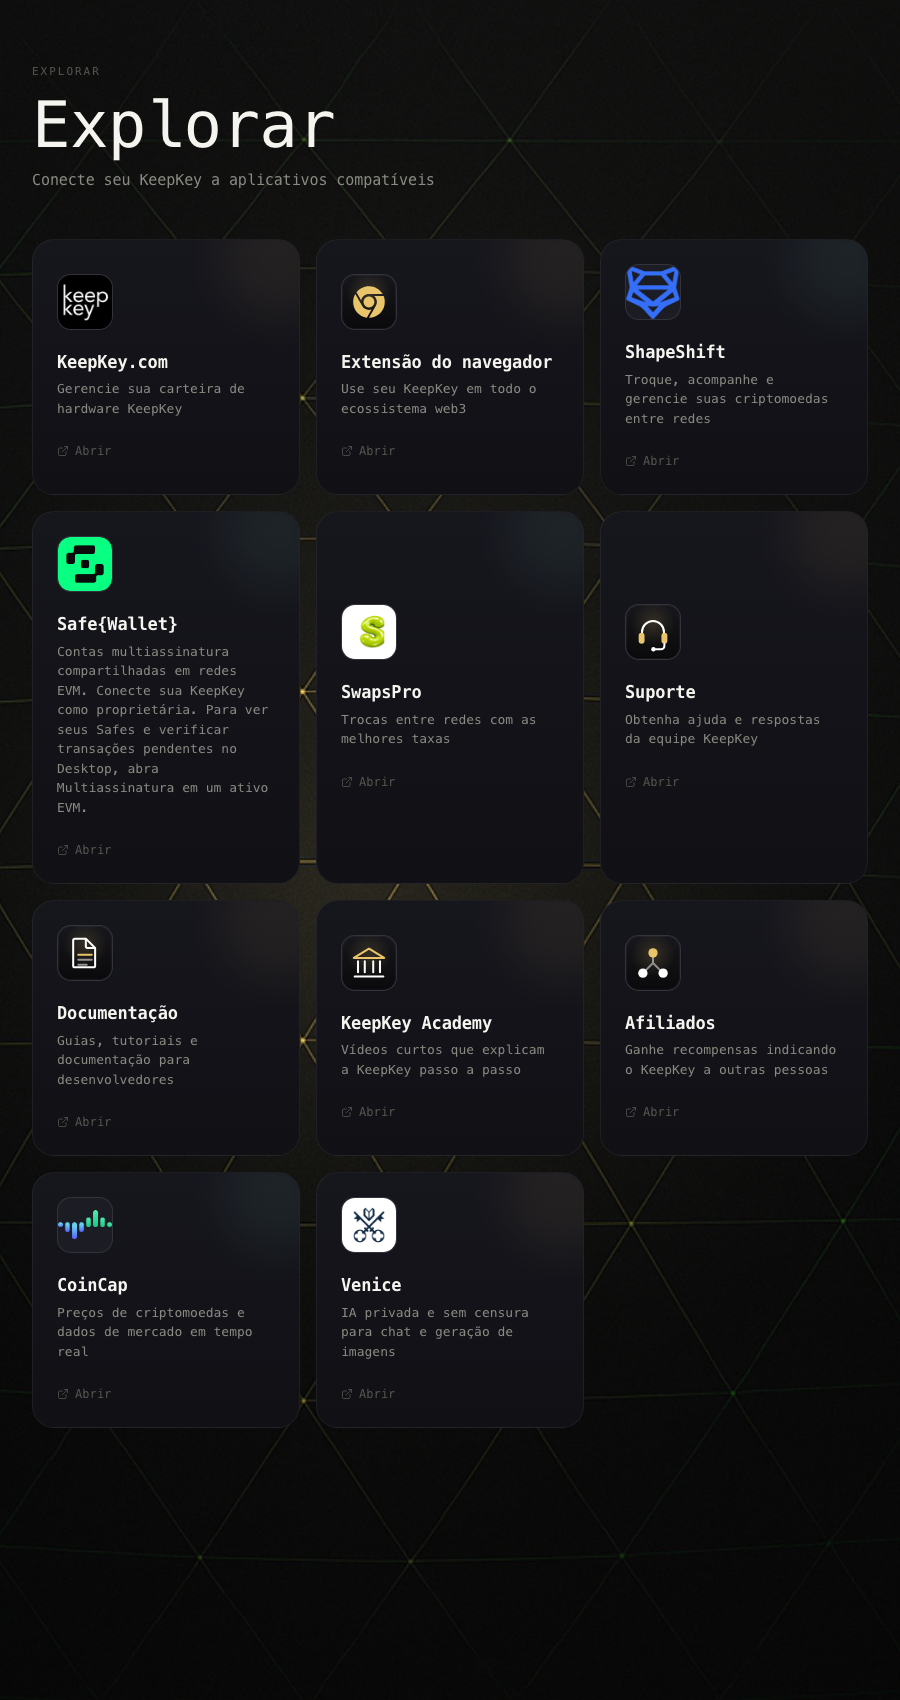 EXPLORAR
Explorar
Conecte seu KeepKey a aplicativos compatíveis
keep
key
KeepKey.com
Gerencie sua carteira de
hardware KeepKey
Abrir
Extensão do navegador
Use seu KeepKey em todo o
ecossistema web3
Abrir
ShapeShift
Troque, acompanhe e
gerencie suas criptomoedas
entre redes
Abrir
Safe{Wallet}
Contas multiassinatura
compartilhadas em redes
EVM. Conecte sua KeepKey
como proprietária. Para ver
seus Safes e verificar
transações pendentes no
Desktop, abra
Multiassinatura em um ativo
EVM.
Abrir
S
SwapsPro
Trocas entre redes com as
melhores taxas
Abrir
Suporte
Obtenha ajuda e respostas
da equipe KeepKey
Abrir
Documentação
Guias, tutoriais e
documentação para
desenvolvedores
Abrir
KeepKey Academy
Vídeos curtos que explicam
a KeepKey passo a passo
Abrir
Afiliados
Ganhe recompensas indicando
o KeepKey a outras pessoas
Abrir
CoinCap
Preços de criptomoedas e
dados de mercado em tempo
real
Abrir
Venice
IA privada e sem censura
para chat e geração de
imagens
Abrir